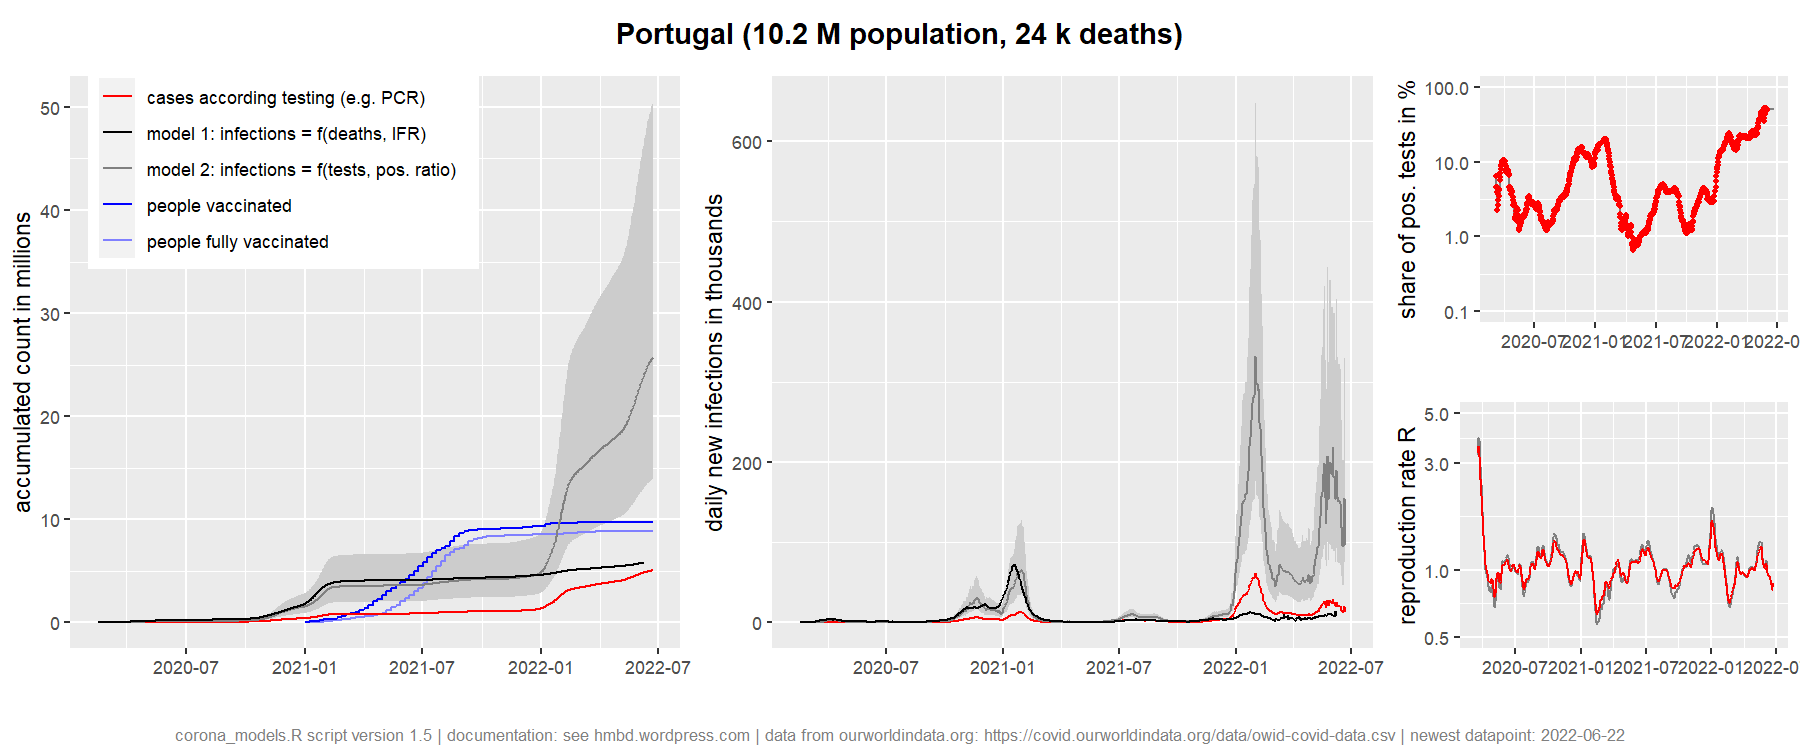 Portugal (10.2 M population, 24 k deaths)
cases according testing (e.g. PCR)
model 1: infections = f(deaths, IFR)
model 2: infections = f(tests, pos. ratio)
people vaccinated
people fully vaccinated
accumulated count in millions
50
40
30
20
10
0
2020-07 2021-01 2021-07 2022-01 2022-07
daily new infections in thousands
600
400
200
0
2020-07 2021-01 2021-07 2022-01 2022-07
share of pos. tests in %
100.0
10.0
1.0
0.1
2020-07 2021-01 2021-07 2022-01 2022-0
reproduction rate R
5.0
3.0
1.0
0.5
2020-07 2021-01 2021-07 2022-01 2022-0
corona_models.R script version 1.5 | documentation: see hmbd.wordpress.com | data from ourworldindata.org: https://covid.ourworldindata.org/data/owid-covid-data.csv | newest datapoint: 2022-06-22